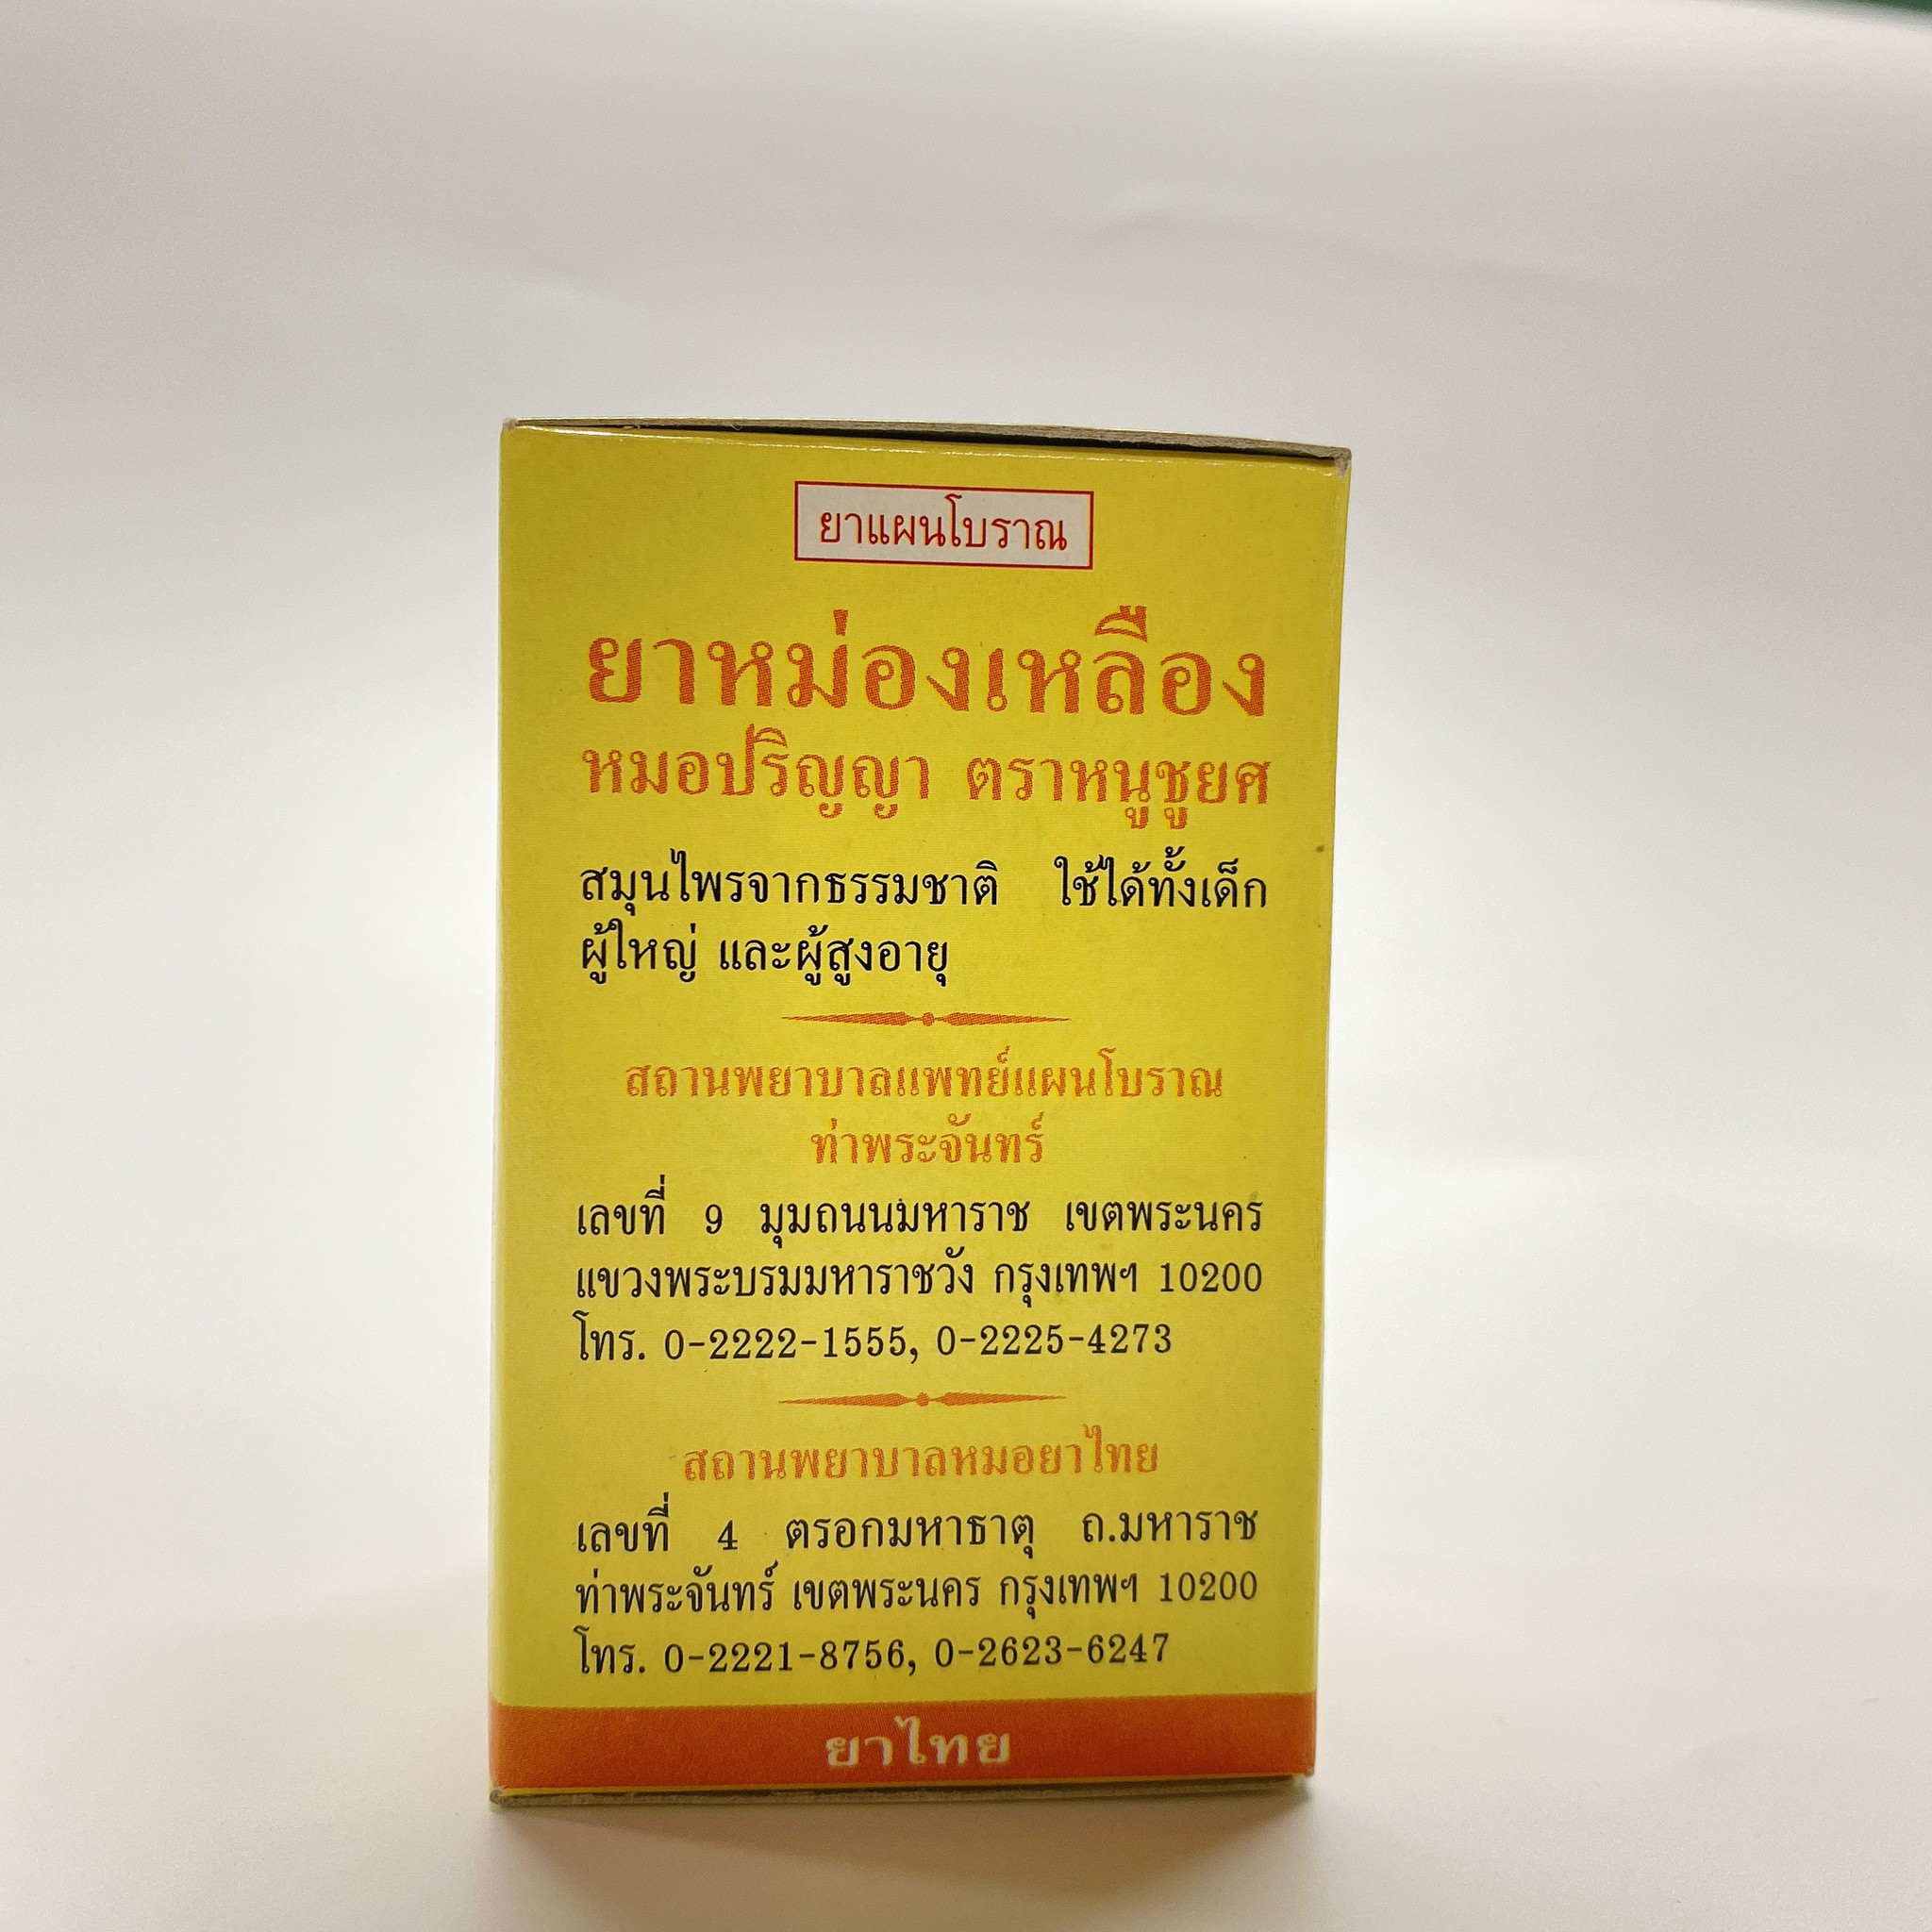 ยาแผนโบราณ
ยาหม่องเหลือง
หมอปริญญา ตราหนูชูยศ
สมุนไพรจากธรรมชาติ ใช้ได้ทั้งเด็ก
ผู้ใหญ่ และผู้สูงอายุ
สถานพยาบาลแพทย์แผนโบราณ
ท่าพระจันทร์
เลขที่ 9 มุมถนนมหาราช เขตพระนคร
แขวงพระบรมมหาราชวัง กรุงเทพฯ 10200
โทร. 0-2222-1555, 0-2225-4273
สถานพยาบาลหมอยาไทย
เลขที่ 4 ตรอกมหาธาตุ ถ.มหาราช
ท่าพระจันทร์ เขตพระนคร กรุงเทพฯ 10200
โทร. 0-2221-8756, 0-2623-6247
ยาไทย